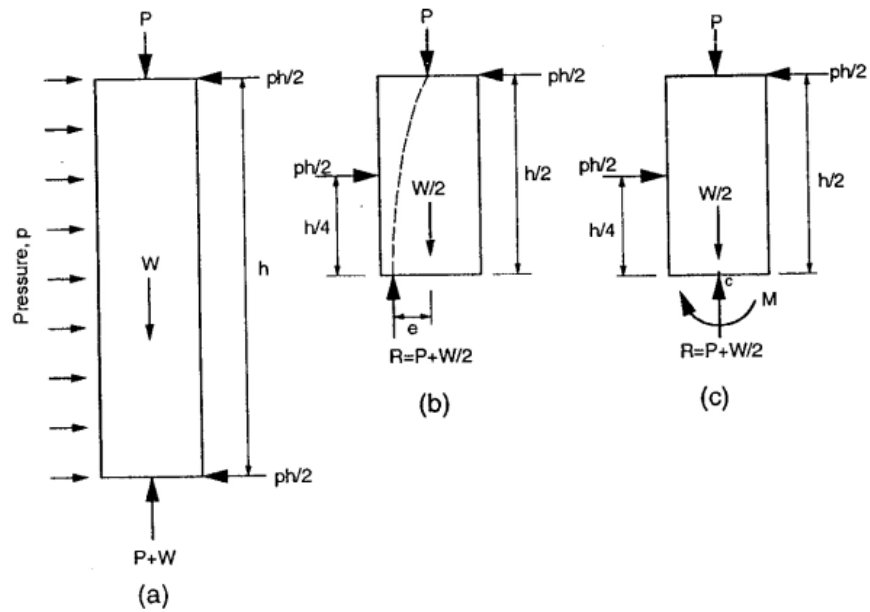 P
ph/2
Pressure, p
W
h
ph/2
P+W
(a)
P
ph/2
ph/2
W/2
h/2
h/4
e
R=P+W/2
(b)
P
ph/2
ph/2
W/2
h/2
h/4
c
M
R=P+W/2
(c)